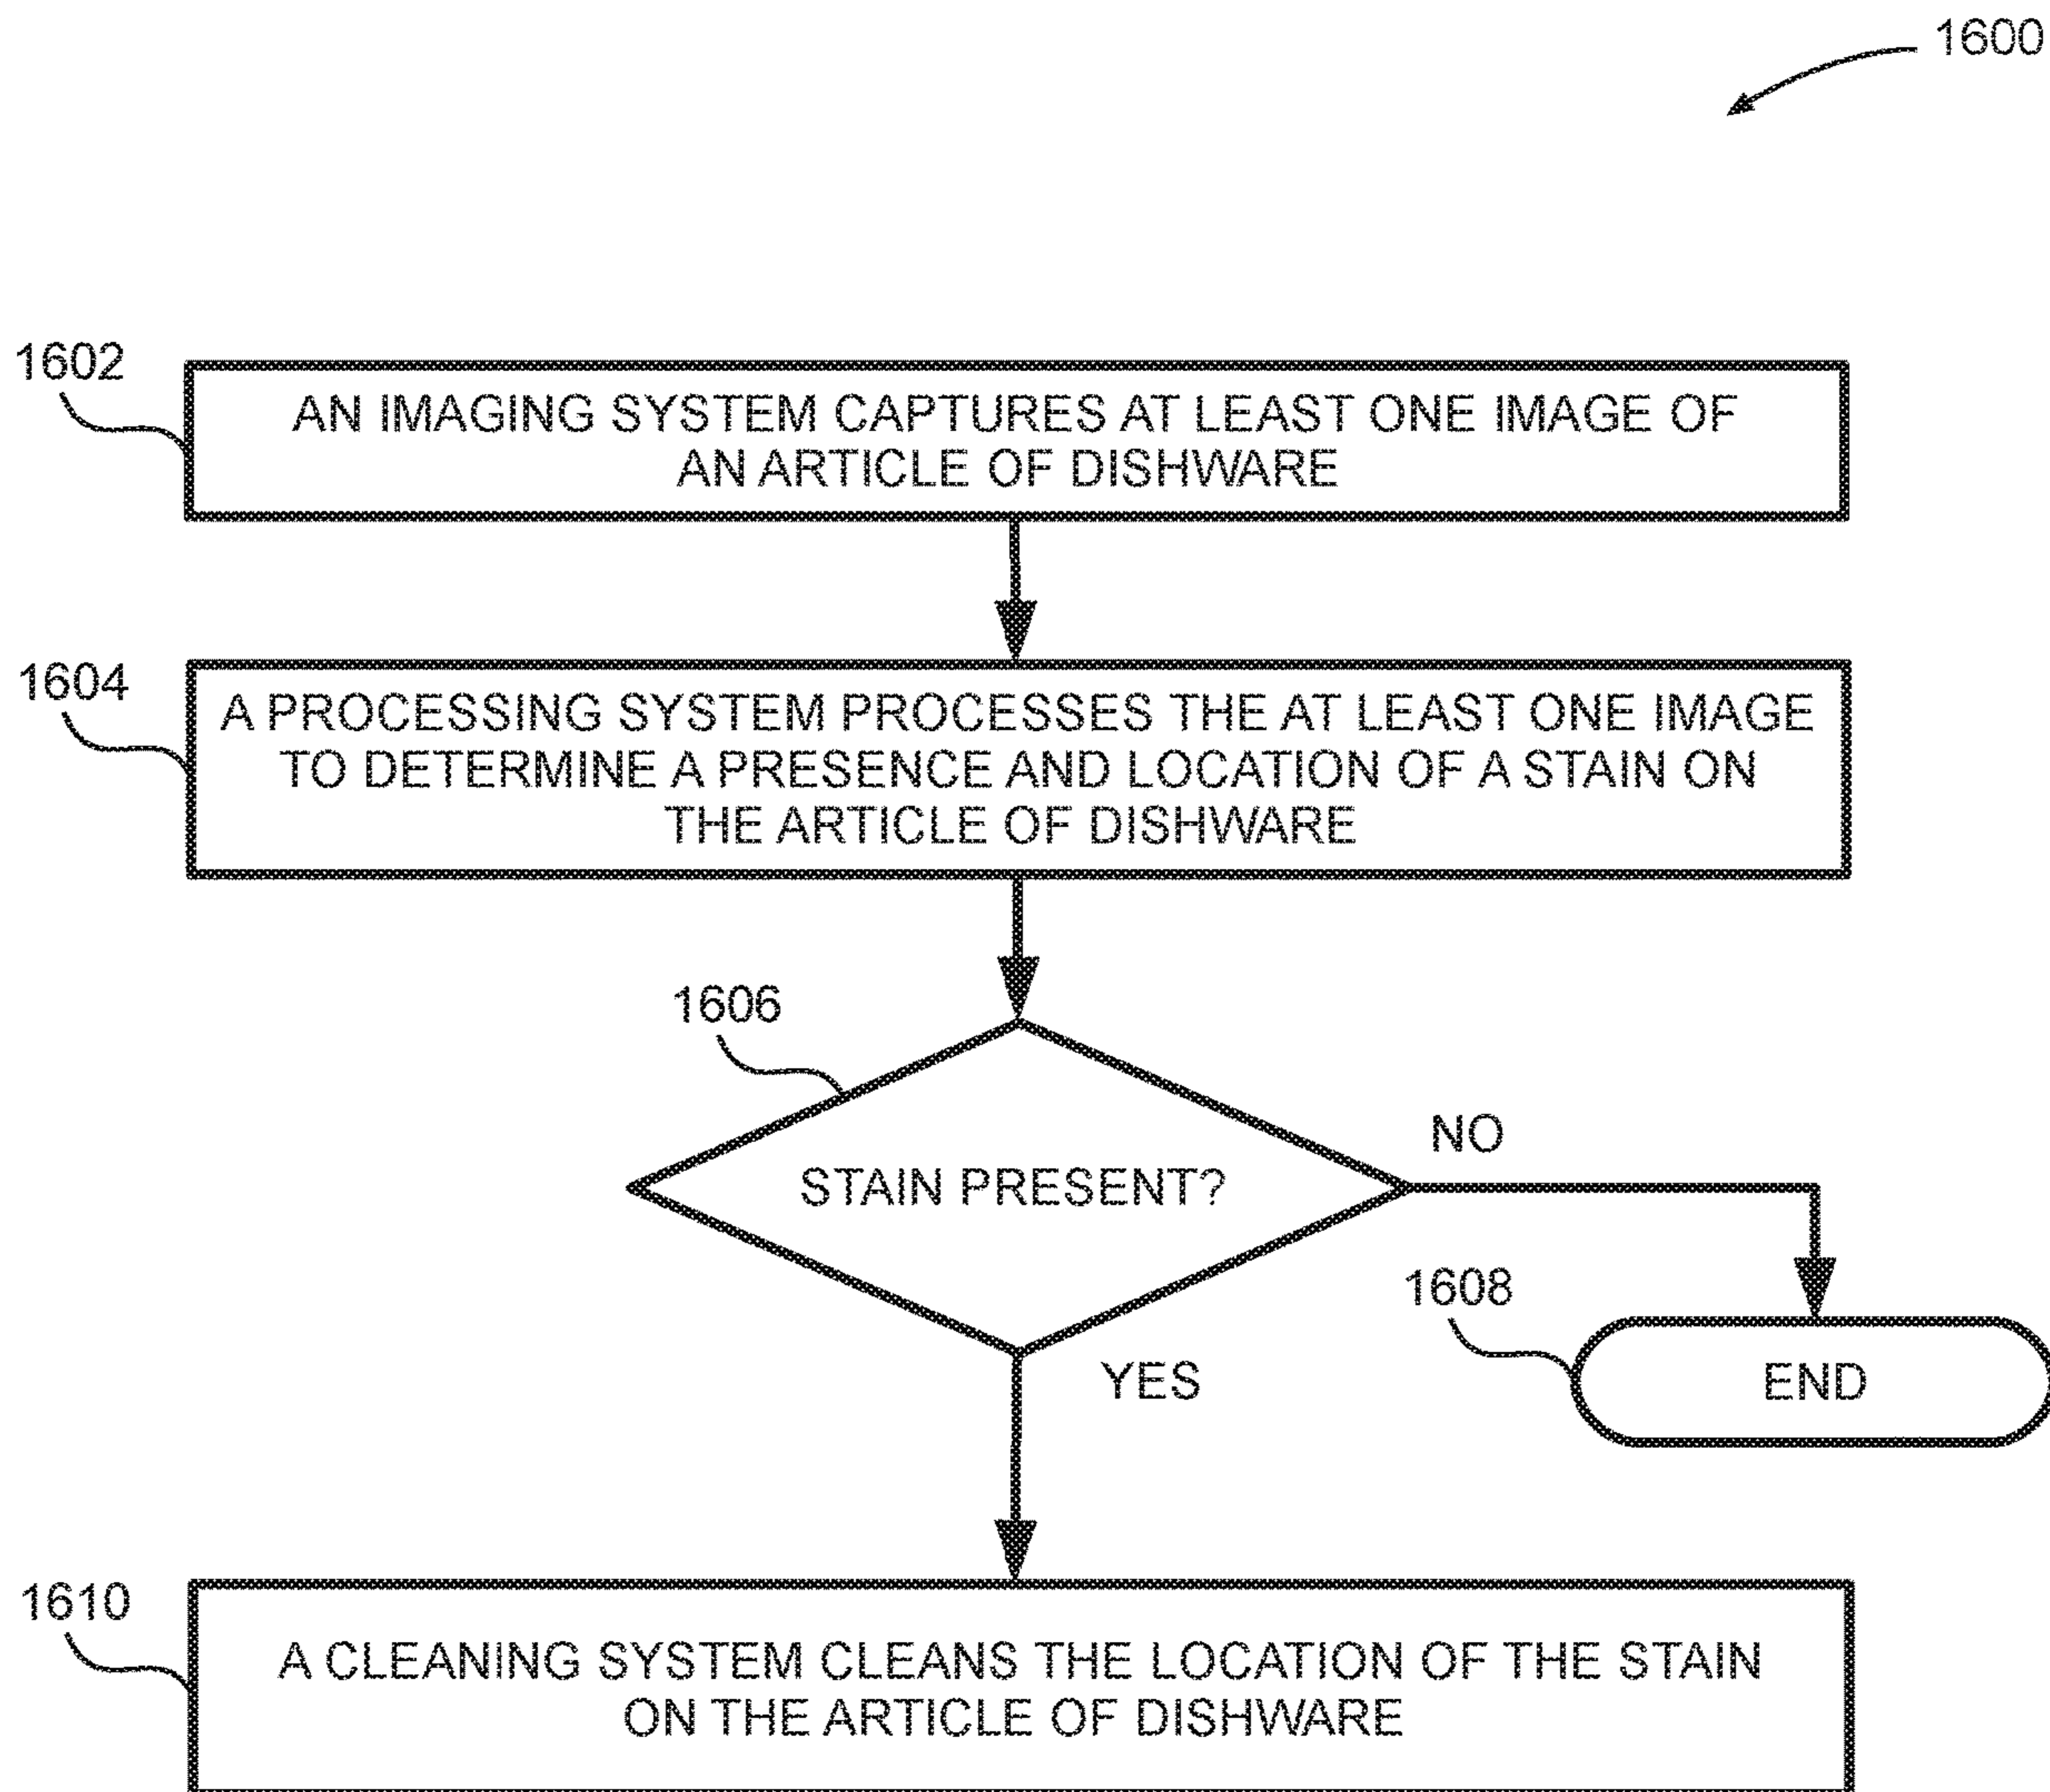 1600
1602
AN IMAGING SYSTEM CAPTURES AT LEAST ONE IMAGE OF
AN ARTICLE OF DISHWARE
1604
A PROCESSING SYSTEM PROCESSES THE AT LEAST ONE IMAGE
TO DETERMINE A PRESENCE AND LOCATION OF A STAIN ON
THE ARTICLE OF DISHWARE
1606
STAIN PRESENT?
NO
1608
END
YES
1610
A CLEANING SYSTEM CLEANS THE LOCATION OF THE STAIN
ON THE ARTICLE OF DISHWARE